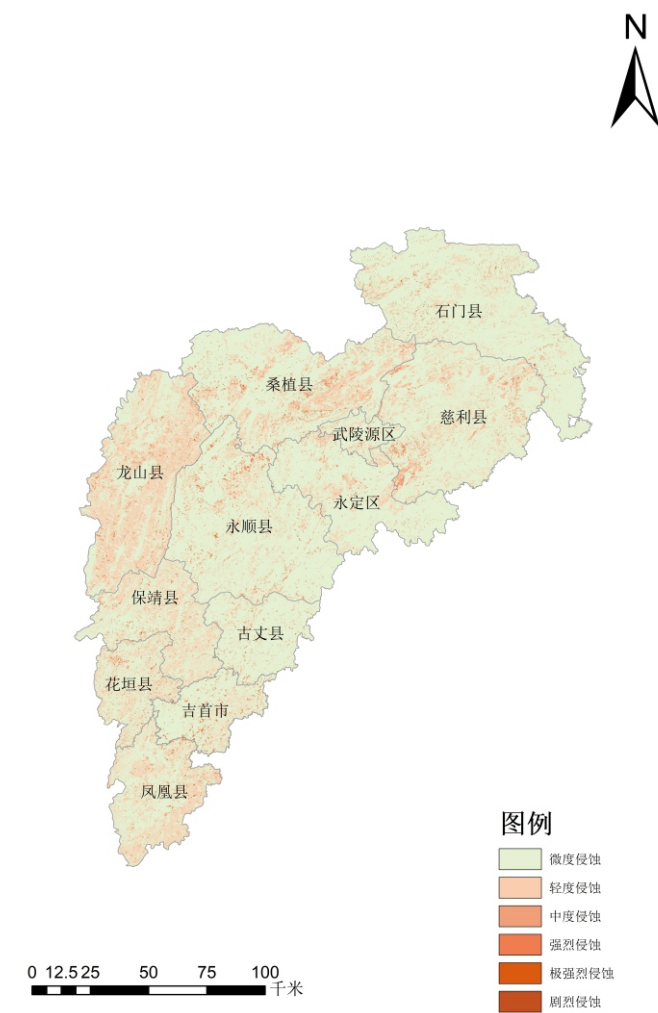 N
石门县
桑植县
慈利县
武陵源区
龙山县
永定区
永顺县
保靖县
古丈县
花垣县
吉首市
凤凰县
图例
微度侵蚀
轻度侵蚀
中度侵蚀
强烈侵蚀
极强烈侵蚀
剧烈侵蚀
0 12.5 25 50 75 100
千米